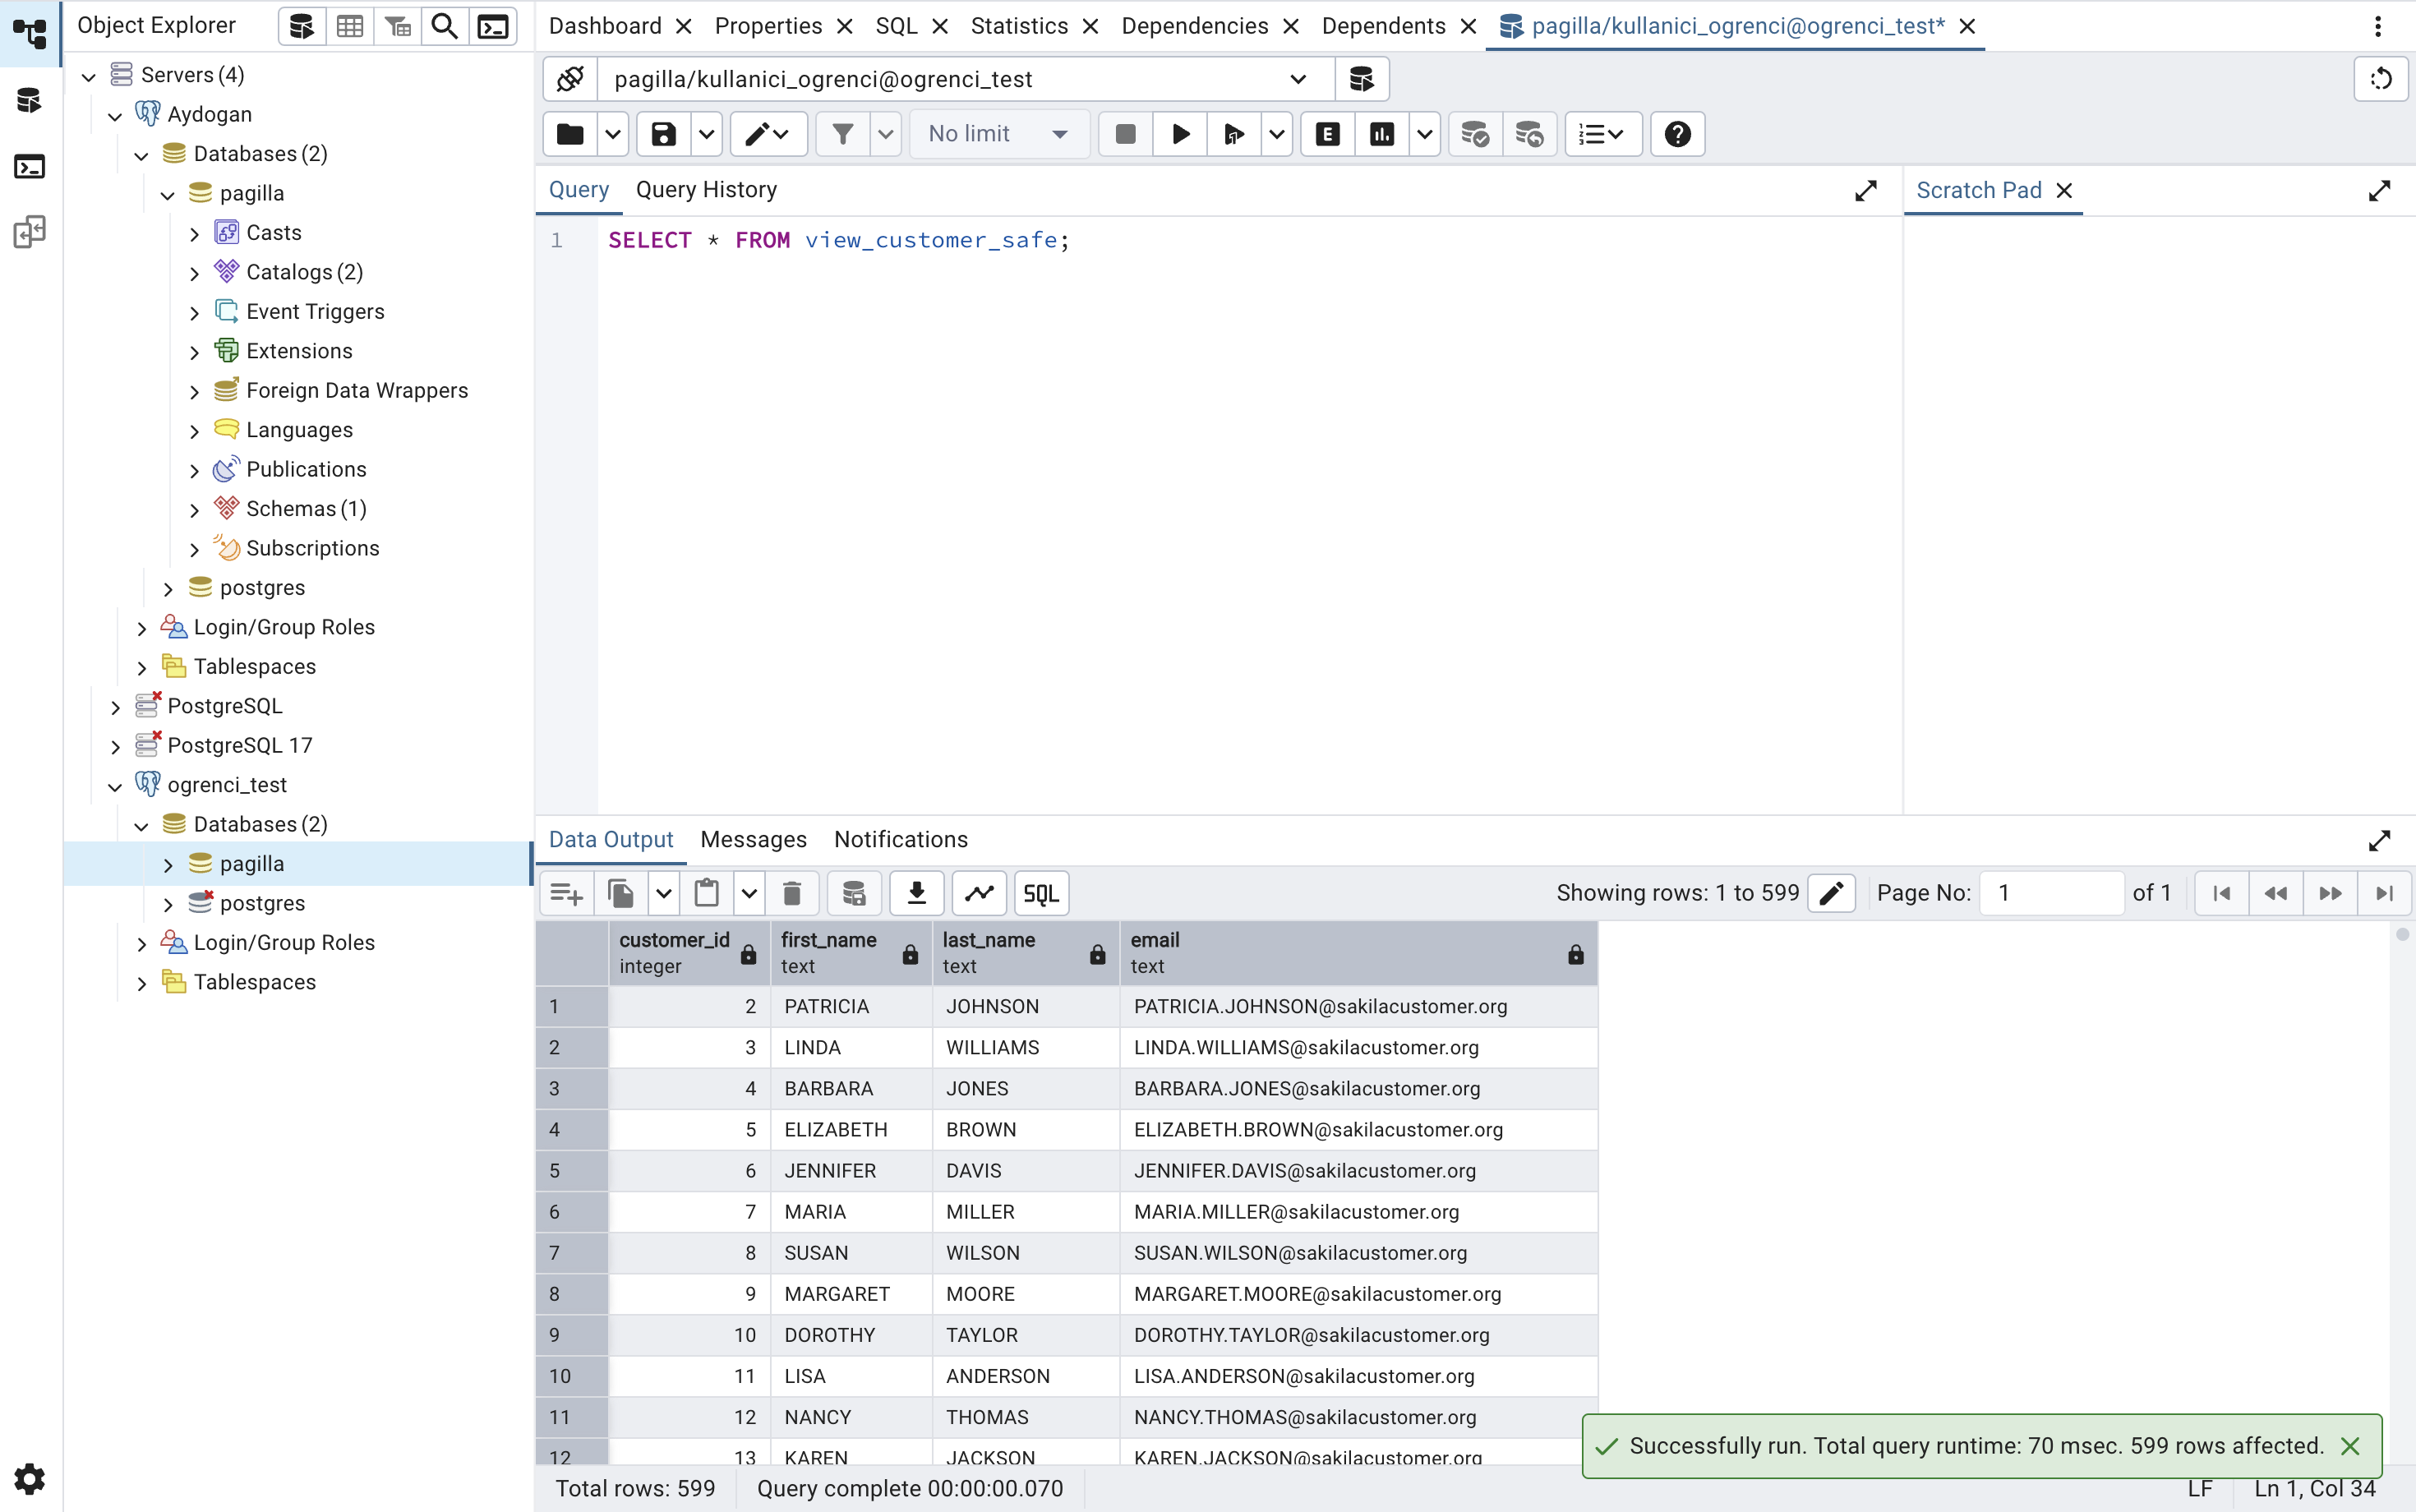 Object Explorer
Servers (4)
Aydogan
Databases (2)
pagilla
Casts
Catalogs (2)
Event Triggers
Extensions
Foreign Data Wrappers
Languages
Publications
Schemas (1)
Subscriptions
postgres
Login/Group Roles
Tablespaces
PostgreSQL
PostgreSQL 17
ogrenci_test
Databases (2)
pagilla
postgres
Login/Group Roles
Tablespaces
Dashboard Properties SQL Statistics Dependencies Dependents pagilla/kullanici_ogrenci@ogrenci_test*
pagilla/kullanici_ogrenci@ogrenci_test
No limit E
Query Query History Scratch Pad
1 SELECT * FROM view_customer_safe;
Data Output Messages Notifications
SQL Showing rows: 1 to 599 Page No: 1 of 1
customer_id first_name last_name email
integer text text text
1 2 PATRICIA JOHNSON PATRICIA.JOHNSON@sakilacustomer.org
2 3 LINDA WILLIAMS LINDA.WILLIAMS@sakilacustomer.org
3 4 BARBARA JONES BARBARA.JONES@sakilacustomer.org
4 5 ELIZABETH BROWN ELIZABETH.BROWN@sakilacustomer.org
5 6 JENNIFER DAVIS JENNIFER.DAVIS@sakilacustomer.org
6 7 MARIA MILLER MARIA.MILLER@sakilacustomer.org
7 8 SUSAN WILSON SUSAN.WILSON@sakilacustomer.org
8 9 MARGARET MOORE MARGARET.MOORE@sakilacustomer.org
9 10 DOROTHY TAYLOR DOROTHY.TAYLOR@sakilacustomer.org
10 11 LISA ANDERSON LISA.ANDERSON@sakilacustomer.org
11 12 NANCY THOMAS NANCY.THOMAS@sakilacustomer.org
12 13 KAREN JACKSON KAREN.JACKSON@sakilacustomer.org
Successfully run. Total query runtime: 70 msec. 599 rows affected.
Total rows: 599 Query complete 00:00:00.070 LF Ln 1, Col 34